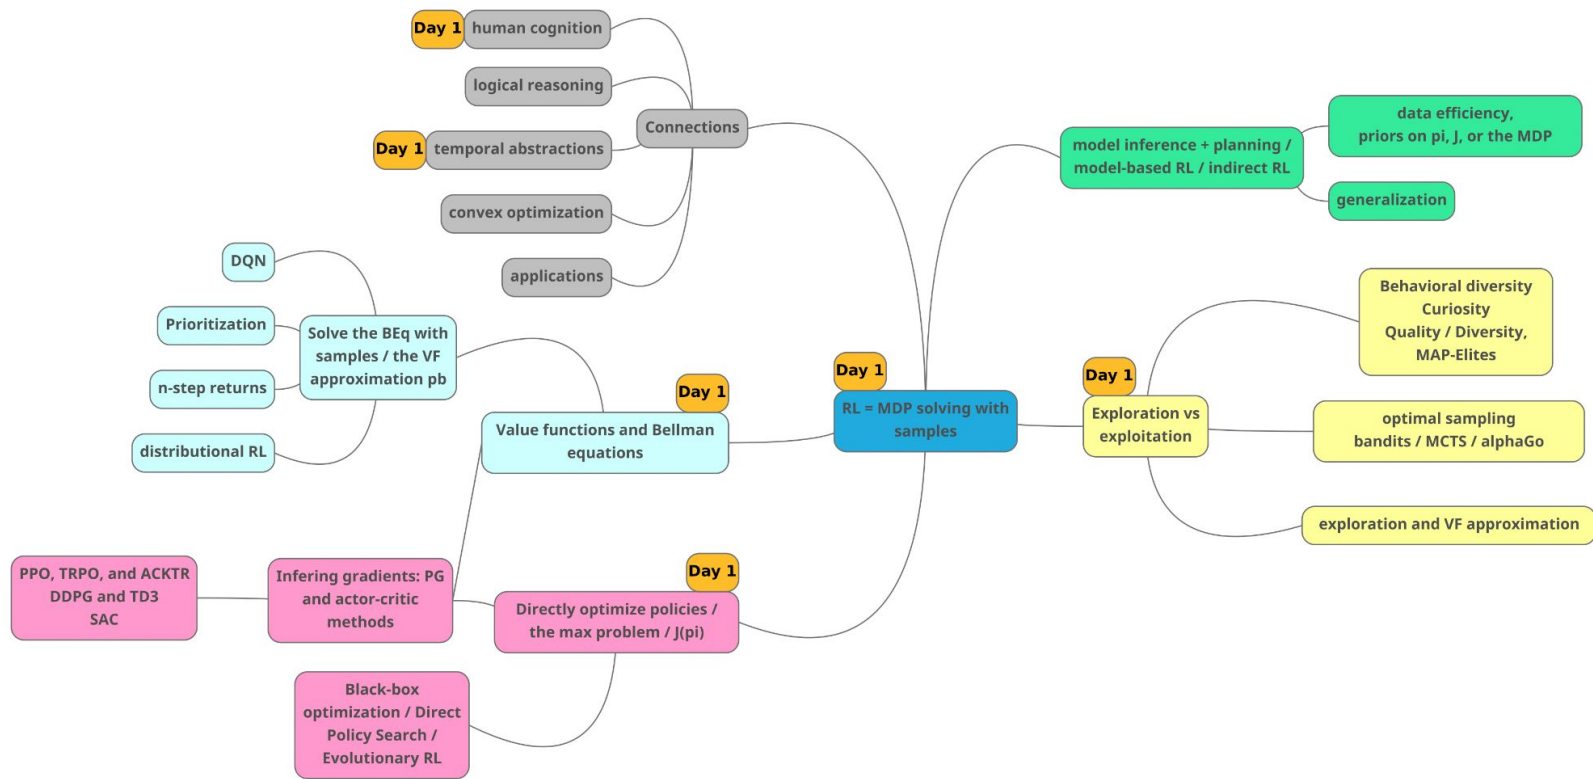 Day 1
human cognition
logical reasoning
Day 1
temporal abstractions
convex optimization
applications
Connections
model inference + planning /
model-based RL / indirect RL
data efficiency,
priors on pi, J, or the MDP
generalization
DQN
Prioritization
n-step returns
distributional RL
Solve the BEq with
samples / the VF
approximation pb
Day 1
Value functions and Bellman
equations
Day 1
RL = MDP solving with
samples
Day 1
Exploration vs
exploitation
Behavioral diversity
Curiosity
Quality / Diversity,
MAP-Elites
optimal sampling
bandits / MCTS / alphaGo
exploration and VF approximation
PPO, TRPO, and ACKTR
DDPG and TD3
SAC
Infering gradients: PG
and actor-critic
methods
Day 1
Directly optimize policies /
the max problem / J(pi)
Black-box
optimization / Direct
Policy Search /
Evolutionary RL